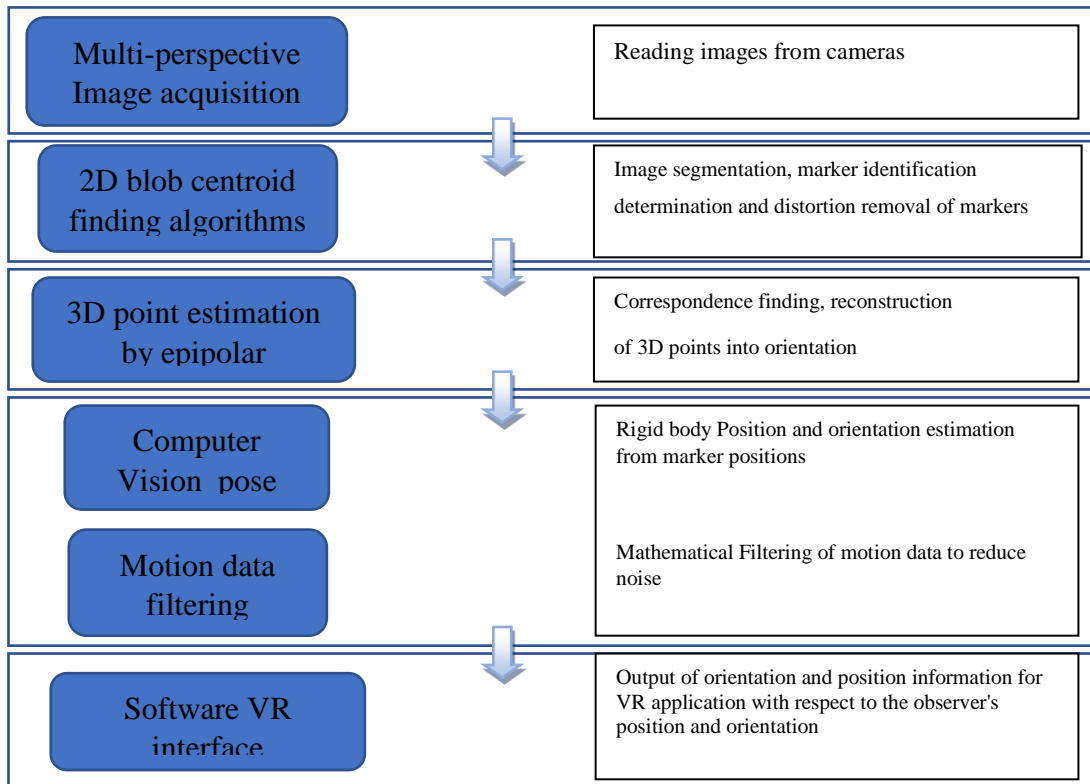 Multi-perspective
Image acquisition
Reading images from cameras
2D blob centroid
finding algorithms
Image segmentation, marker identification
determination and distortion removal of markers
3D point estimation
by epipolar
Correspondence finding, reconstruction
of 3D points into orientation
Computer
Vision pose
Rigid body Position and orientation estimation
from marker positions
Motion data
filtering
Mathematical Filtering of motion data to reduce
noise
Software VR
interface
Output of orientation and position information for
VR application with respect to the observer's
position and orientation